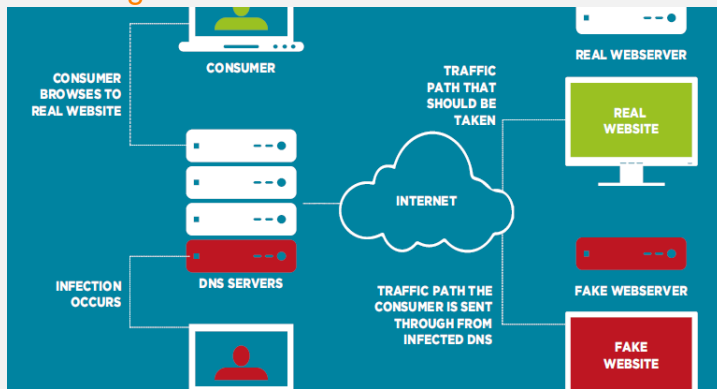 CONSUMER
REAL WEBSERVER
CONSUMER
BROWSES TO
REAL WEBSITE
TRAFFIC
PATH THAT
SHOULD BE
TAKEN
REAL
WEBSITE
INTERNET
INFECTION
OCCURS
DNS SERVERS
TRAFFIC PATH THE
CONSUMER IS SENT
THROUGH FROM
INFECTED DNS
FAKE WEBSERVER
FAKE
WEBSITE